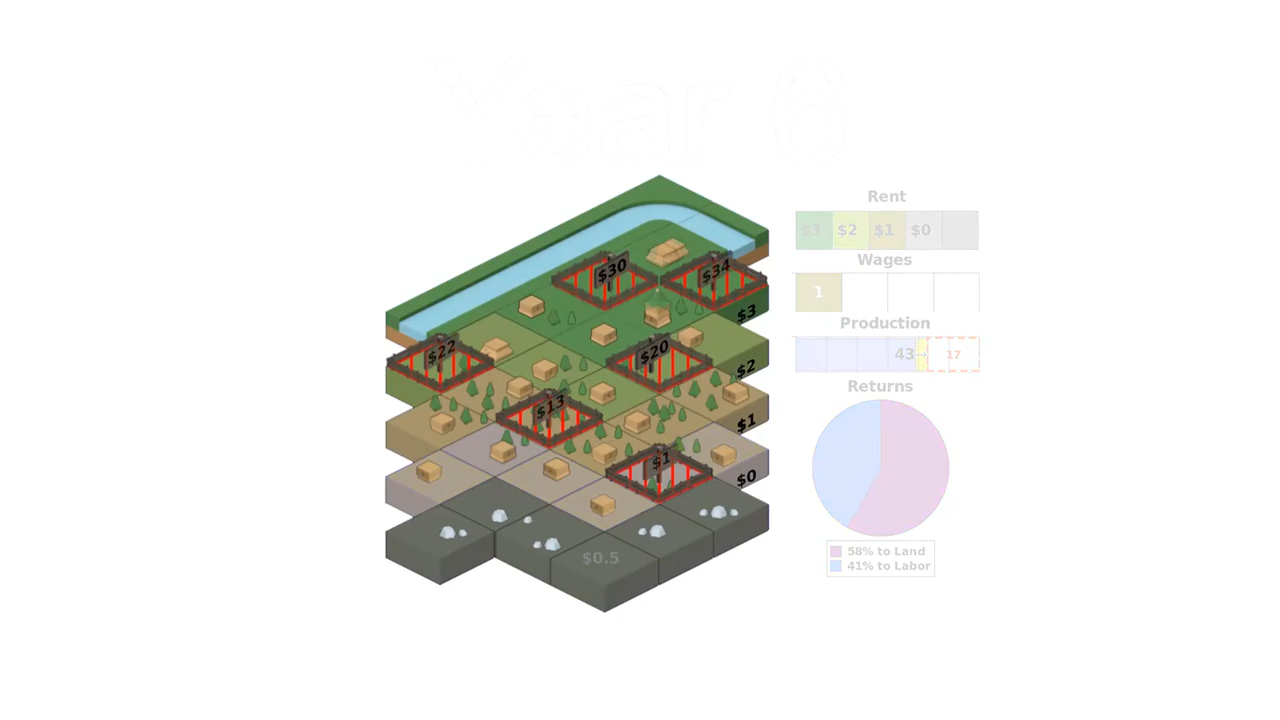 Year 6
Rent
$3 $2 $1 $0
Wages
1
Production
43→ 17
Returns
58% to Land
41% to Labor
$30
$34
$3
$22
$20
$2
$13
$1
$1
$0
$0.5